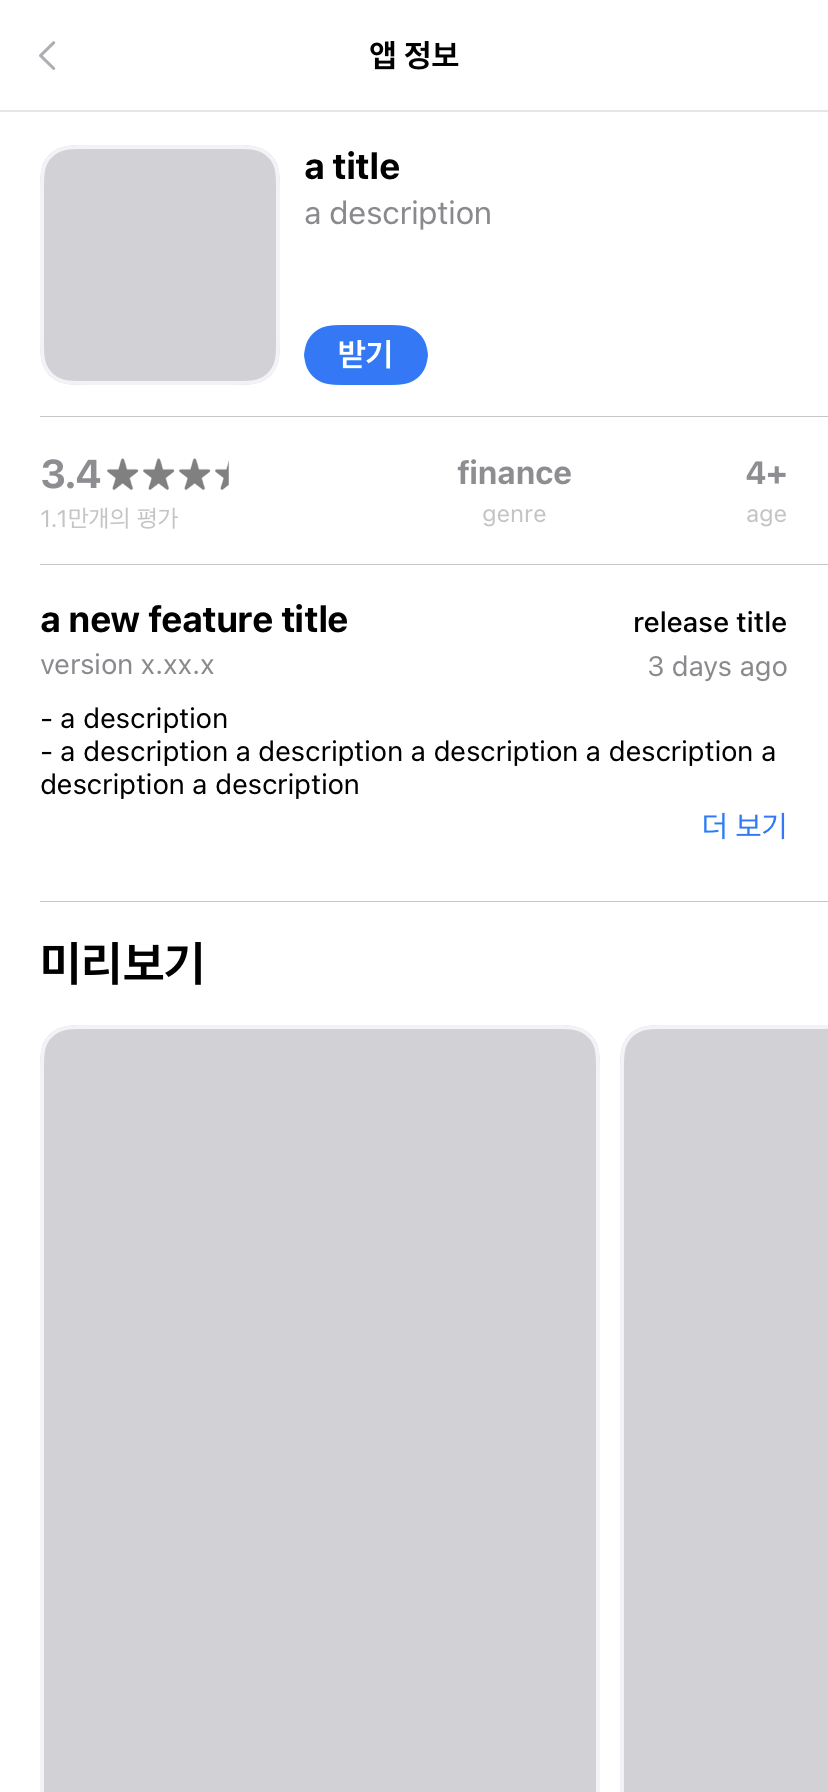 앱 정보
a title
a description
받기
3.4
1.1만개의 평가
finance
genre
4+
age
a new feature title
version x.xx.x
release title
3 days ago
- a description
- a description a description a description a description a
description a description
더 보기
미리보기